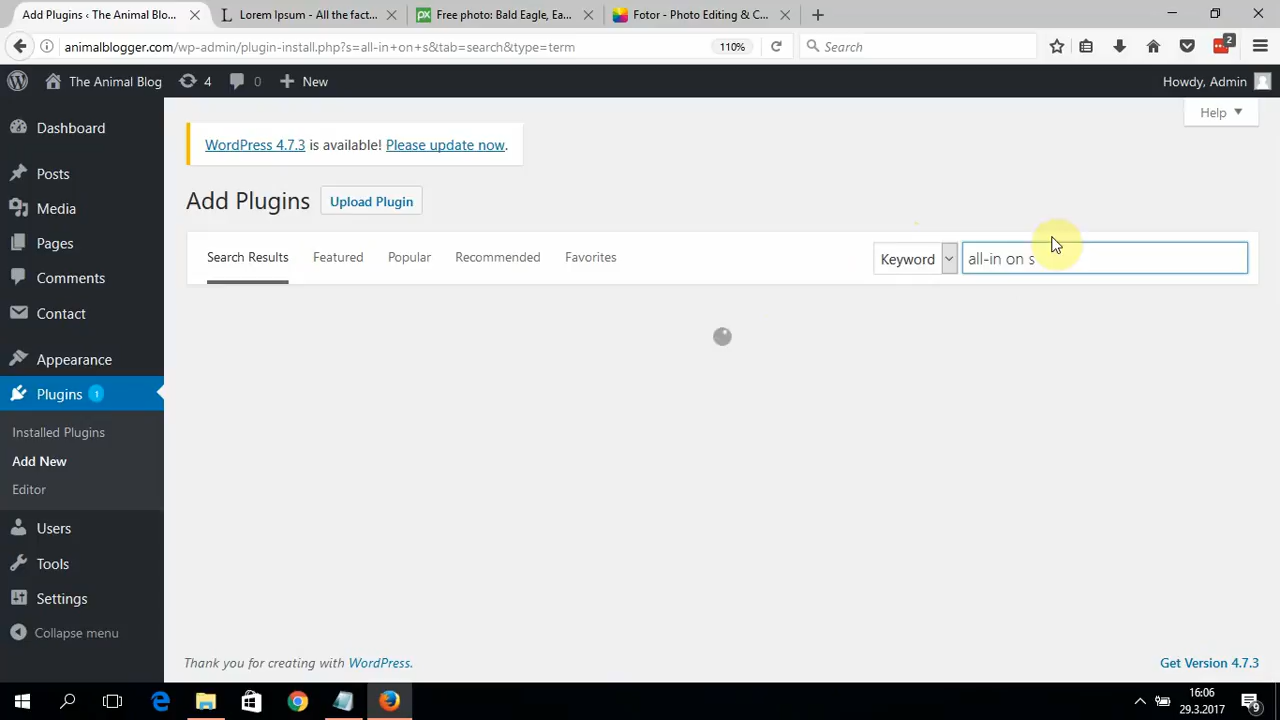 Add Plugins ‹ The Animal Blo...
Lorem Ipsum - All the fact...
Free photo: Bald Eagle, Ea...
Fotor - Photo Editing & C...
animalblogger.com/wp-admin/plugin-install.php?s=all-in+on+s&tab=search&type=term
110%
Search
2
The Animal Blog
4
0
New
Howdy, Admin
Help
Dashboard
Posts
Media
Pages
Comments
Contact
Appearance
Plugins 1
Installed Plugins
Add New
Editor
Users
Tools
Settings
Collapse menu
WordPress 4.7.3 is available! Please update now.
Add Plugins
Upload Plugin
Search Results
Featured
Popular
Recommended
Favorites
Keyword
all-in on s
Thank you for creating with WordPress.
Get Version 4.7.3
16:06
29.3.2017
9